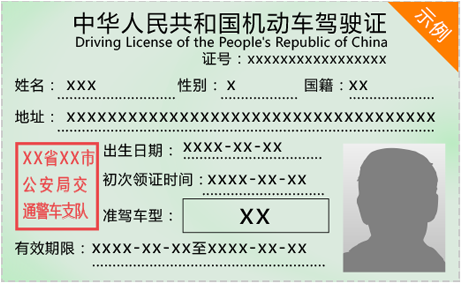 示例
中华人民共和国机动车驾驶证
Driving License of the People's Republic of China
证号：xxxxxxxxxxxxxxxxx
姓名： xxx 性别： x 国籍：xx
地址： xxxxxxxxxxxxxxxxxxxxxxxxxxxxxxxxxxxx
XX省XX市
公安局交
通警车支队
出生日期： xxxx-xx-xx
初次领证时间：xxxx-xx-xx
准驾车型： xx
有效期限：xxxx-xx-xx至xxxx-xx-xx